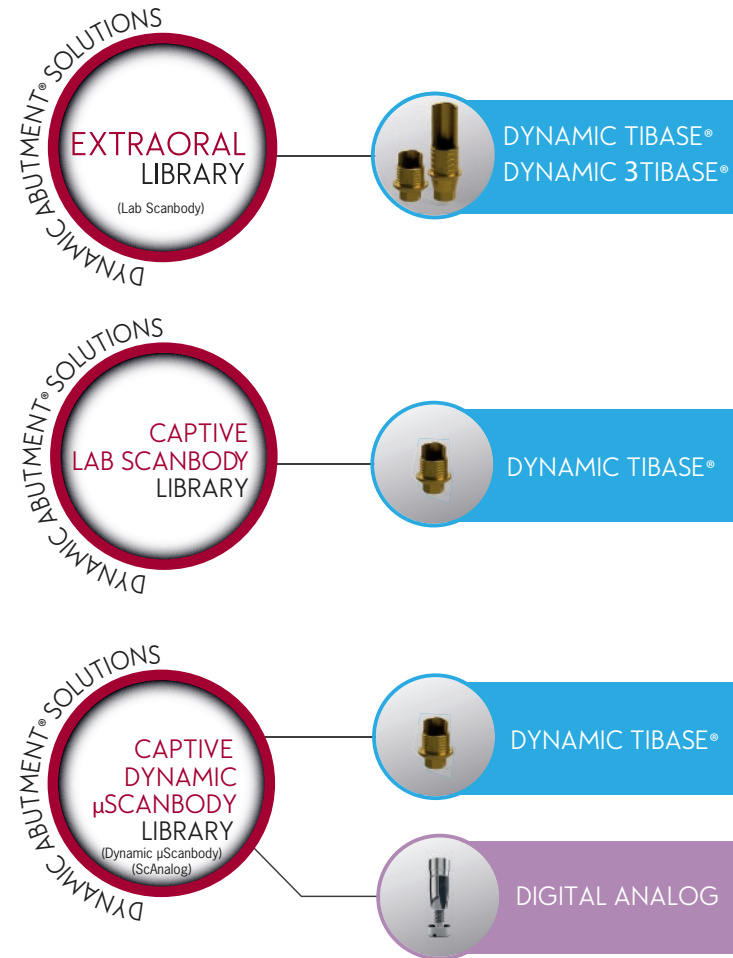 DYNAMIC ABUTMENT® SOLUTIONS
EXTRAORAL
LIBRARY
(Lab Scanbody)
DYNAMIC TIBASE®
DYNAMIC 3TIBASE®
DYNAMIC ABUTMENT® SOLUTIONS
CAPTIVE
LAB SCANBODY
LIBRARY
DYNAMIC TIBASE®
DYNAMIC ABUTMENT® SOLUTIONS
CAPTIVE
DYNAMIC
µSCANBODY
LIBRARY
(Dynamic µScanbody)
(ScAnalog)
DYNAMIC TIBASE®
DIGITAL ANALOG